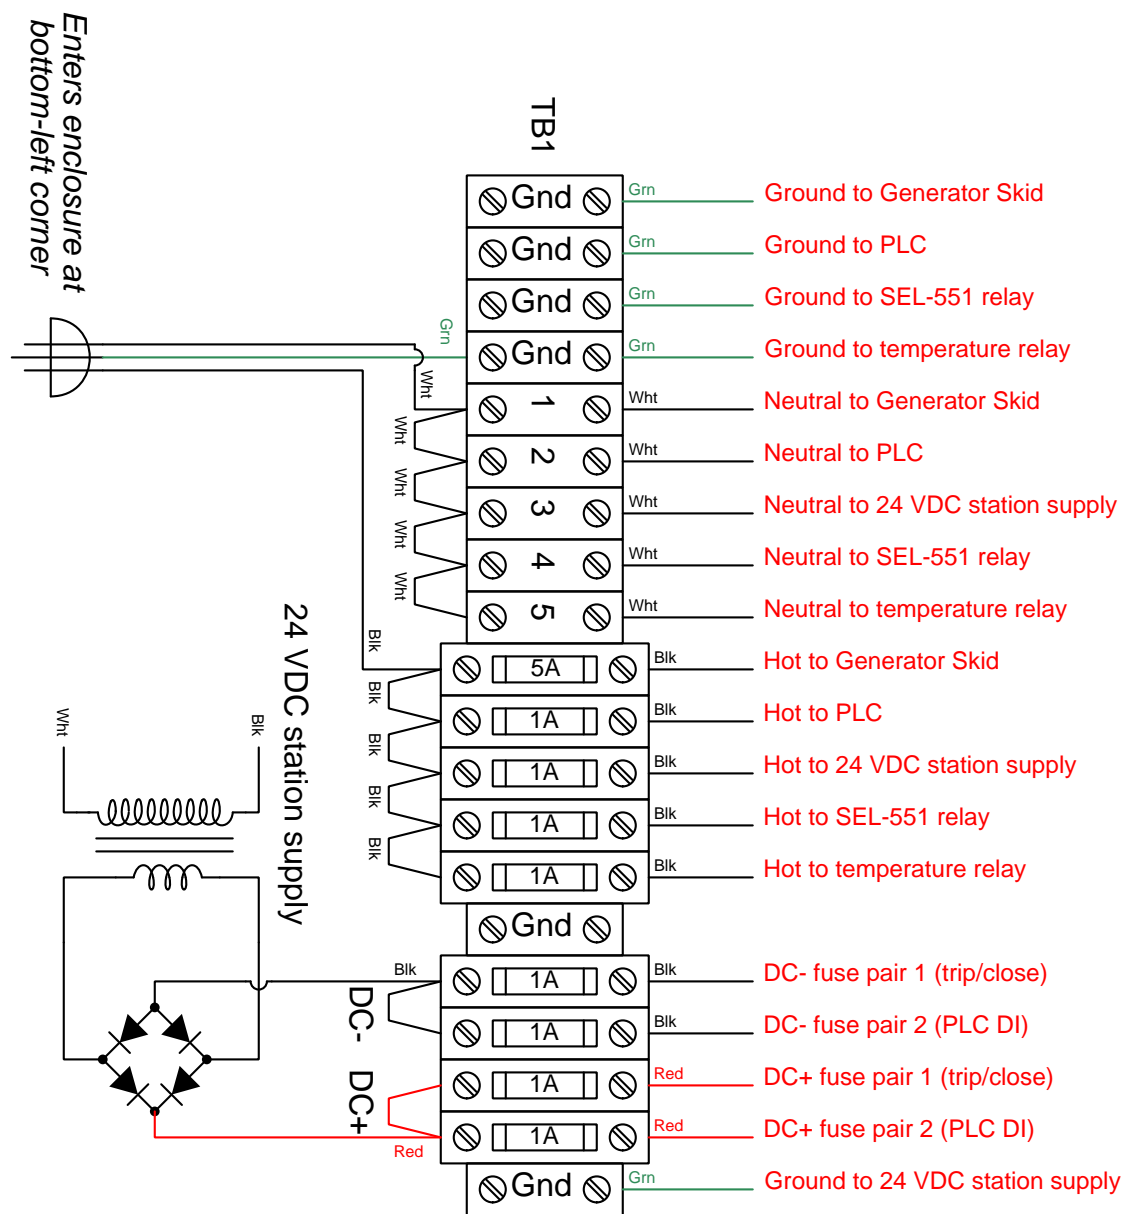 Enters enclosure at
bottom-left corner
TB1
Gnd Grn Ground to Generator Skid
Gnd Grn Ground to PLC
Gnd Grn Ground to SEL-551 relay
Grn Gnd Grn Ground to temperature relay
Wht 1 Wht Neutral to Generator Skid
Wht 2 Wht Neutral to PLC
Wht 3 Wht Neutral to 24 VDC station supply
Wht 4 Wht Neutral to SEL-551 relay
Wht 5 Wht Neutral to temperature relay
Blk 5A Blk Hot to Generator Skid
Blk 1A Blk Hot to PLC
Blk 1A Blk Hot to 24 VDC station supply
Blk 1A Blk Hot to SEL-551 relay
Blk 1A Blk Hot to temperature relay
Gnd
24 VDC station supply
Wht
Blk
Blk 1A Blk DC- fuse pair 1 (trip/close)
DC-
1A Blk DC- fuse pair 2 (PLC DI)
1A Red DC+ fuse pair 1 (trip/close)
DC+
Red 1A Red DC+ fuse pair 2 (PLC DI)
Gnd Grn Ground to 24 VDC station supply